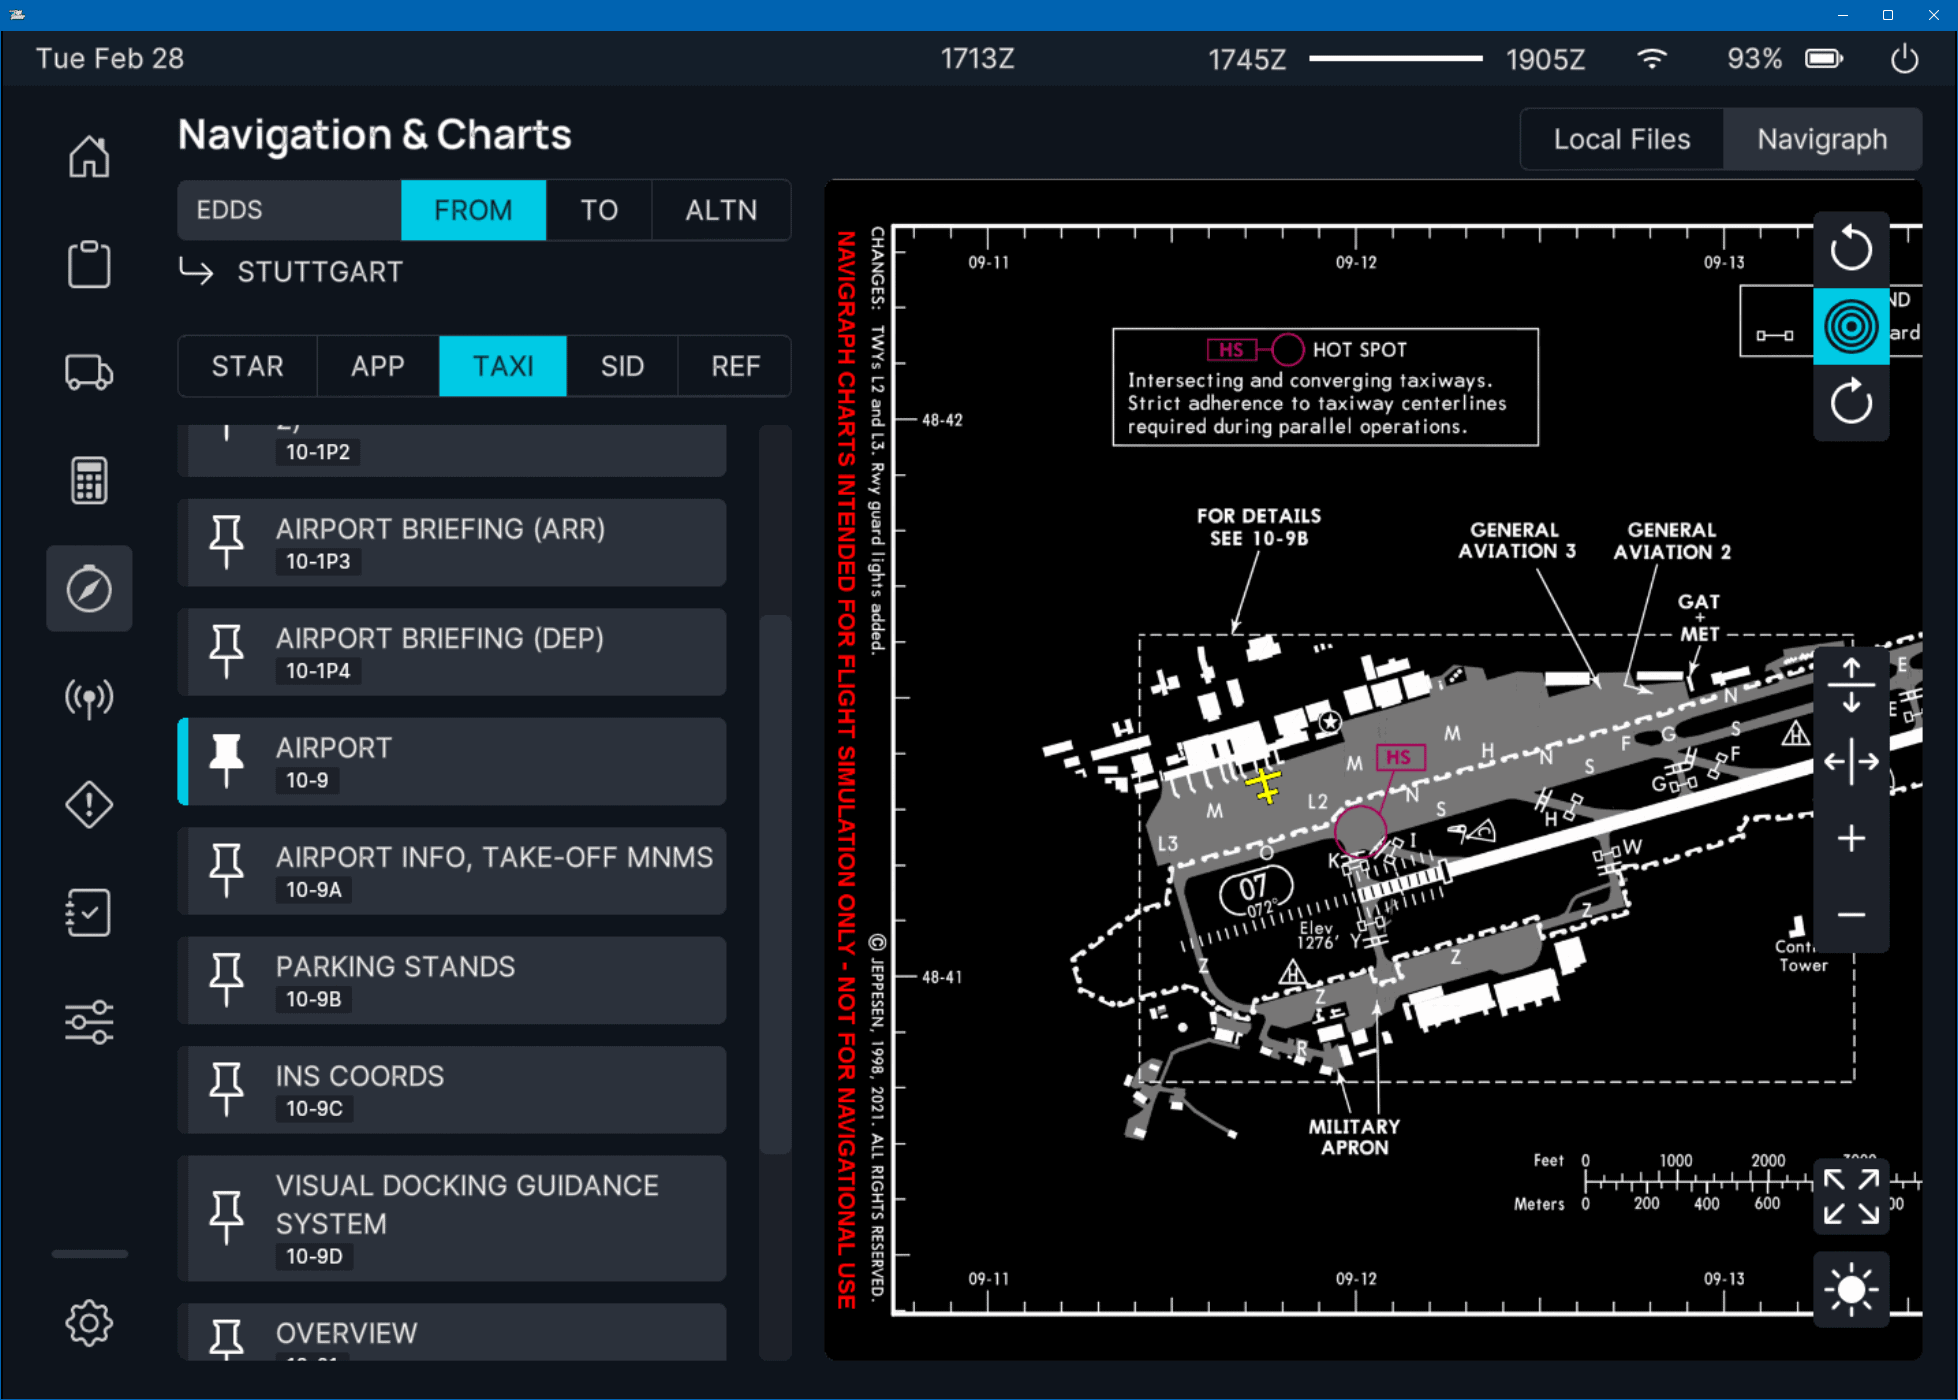 Tue Feb 28
1713Z
1745Z
1905Z
93%
Navigation & Charts
Local Files
Navigraph
EDDS
FROM
TO
ALTN
STUTTGART
STAR
APP
TAXI
SID
REF
10-1P2
AIRPORT BRIEFING (ARR)
10-1P3
AIRPORT BRIEFING (DEP)
10-1P4
AIRPORT
10-9
AIRPORT INFO, TAKE-OFF MNMS
10-9A
PARKING STANDS
10-9B
INS COORDS
10-9C
VISUAL DOCKING GUIDANCE
SYSTEM
10-9D
OVERVIEW
NAVIGRAPH CHARTS INTENDED FOR FLIGHT SIMULATION ONLY - NOT FOR NAVIGATIONAL USE
CHANGES: TWYs L2 and L3. Rwy guard lights added.
© JEPPESEN, 1998, 2021. ALL RIGHTS RESERVED.
09-11
09-12
09-13
HS
HOT SPOT
Intersecting and converging taxiways.
Strict adherence to taxiway centerlines
required during parallel operations.
48-42
FOR DETAILS
SEE 10-9B
GENERAL
AVIATION 3
GENERAL
AVIATION 2
GAT
+
MET
E
N
E
S
G
F
F
H
M
M
HS
H
N
S
G
L2
N
S
M
H
L3
O
K
I
W
07
072°
Elev
1276'
Y
Z
Z
Z
H
Z
R
Tower
48-41
MILITARY
APRON
Feet
0
1000
2000
Meters
0
200
400
600
09-11
09-12
09-13